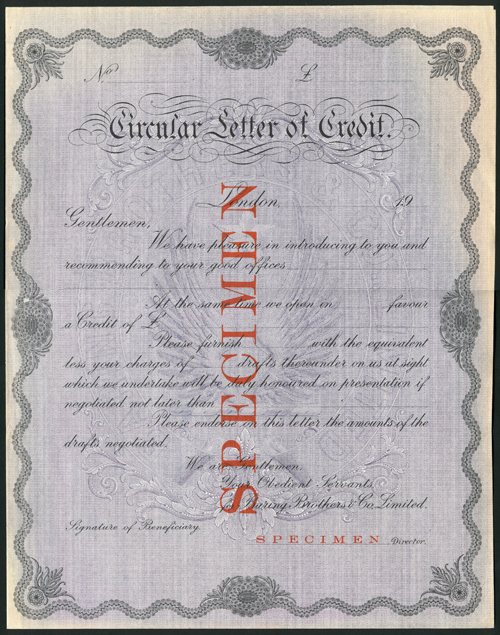 No £
Circular Letter of Credit.
London, 19
Gentlemen,
We have pleasure in introducing to you and
recommending to your good offices
At the same time we open in favour
a Credit of £
Please furnish with the equivalent
less your charges of drafts thereunder on us at sight
which we undertake will be duly honoured on presentation if
negotiated not later than
Please endorse on this letter the amounts of the
drafts negotiated.
We are, Gentlemen,
Your Obedient Servants,
Baring Brothers & Co, Limited.
Signature of Beneficiary.
SPECIMEN Director.
SPECIMEN